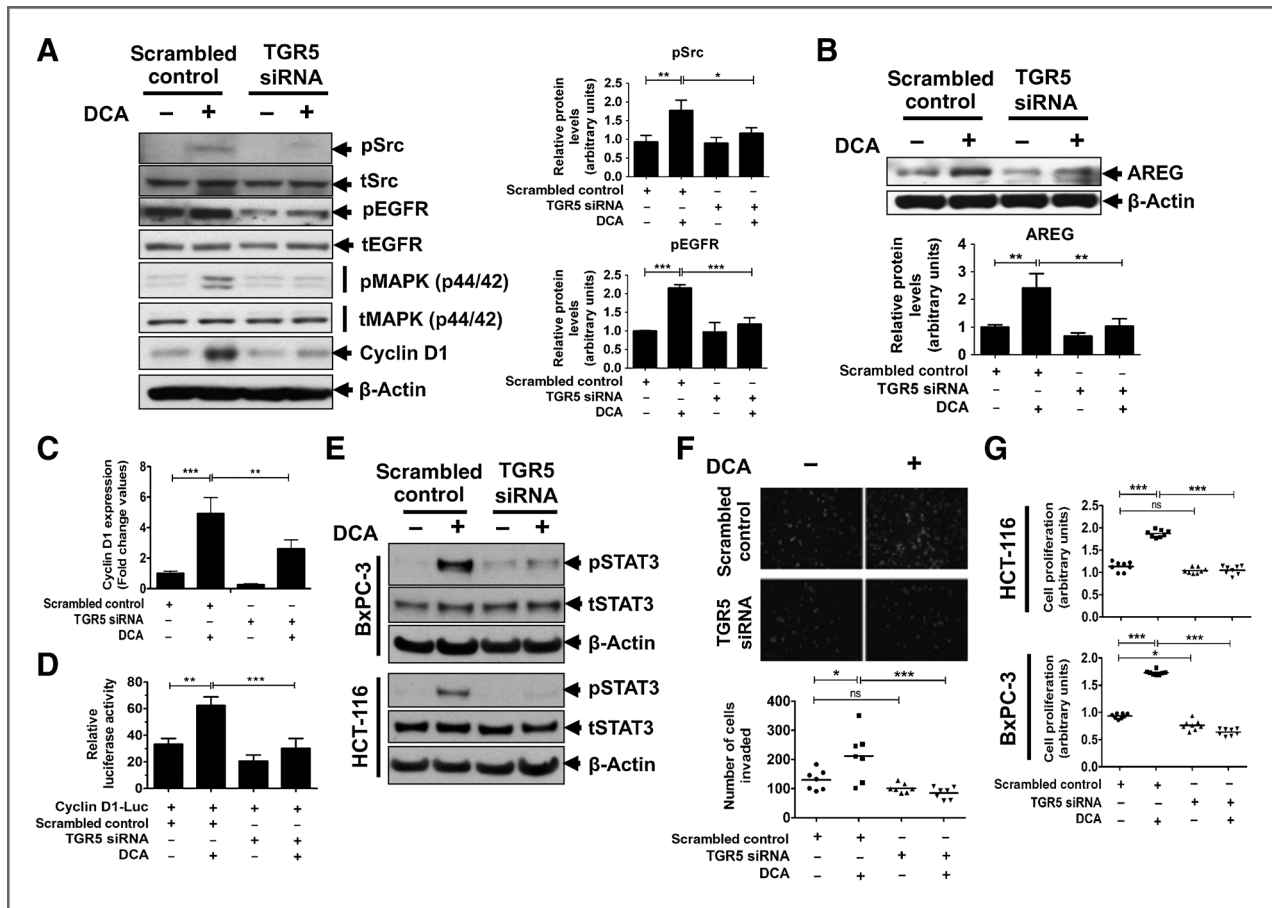 A
Scrambled control
TGR5 siRNA
DCA – + – +
pSrc
tSrc
pEGFR
tEGFR
pMAPK (p44/42)
tMAPK (p44/42)
Cyclin D1
β-Actin
pSrc
Relative protein levels (arbitrary units)
2.5
2.0
1.5
1.0
0.5
0.0
** *
Scrambled control + + – –
TGR5 siRNA – – + +
DCA – + – +
pEGFR
Relative protein levels (arbitrary units)
2.5
2.0
1.5
1.0
0.5
0.0
*** ***
Scrambled control + + – –
TGR5 siRNA – – + +
DCA – + – +
B
Scrambled control
TGR5 siRNA
DCA – + – +
AREG
β-Actin
AREG
Relative protein levels (arbitrary units)
4
3
2
1
0
** **
Scrambled control + + – –
TGR5 siRNA – – + +
DCA – + – +
C
Cyclin D1 expression (Fold change values)
8
6
4
2
0
*** **
Scrambled control + + – –
TGR5 siRNA – – + +
DCA – + – +
D
Relative luciferase activity
80
60
40
20
0
** ***
Cyclin D1-Luc + + + +
Scrambled control + + – –
TGR5 siRNA – – + +
DCA – + – +
E
Scrambled control
TGR5 siRNA
DCA – + – +
BxPC-3
pSTAT3
tSTAT3
β-Actin
HCT-116
pSTAT3
tSTAT3
β-Actin
F
DCA – +
Scrambled control
TGR5 siRNA
Number of cells invaded
400
300
200
100
0
* ***
ns
Scrambled control + + – –
TGR5 siRNA – – + +
DCA – + – +
G
HCT-116
Cell proliferation (arbitrary units)
2.5
2.0
1.5
1.0
0.5
0.0
*** ***
ns
BxPC-3
Cell proliferation (arbitrary units)
2.0
1.5
1.0
0.5
0.0
*** ***
*
Scrambled control + + – –
TGR5 siRNA – – + +
DCA – + – +